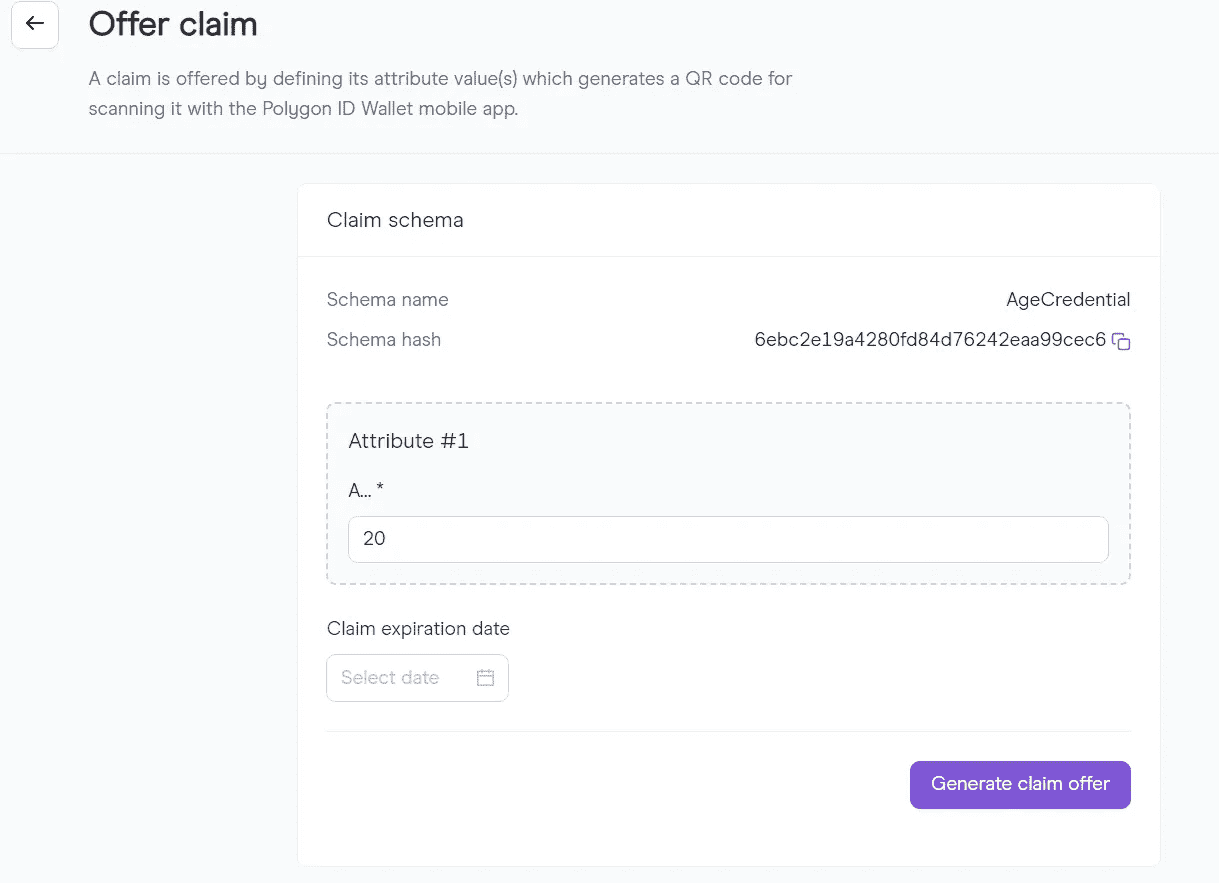 Offer claim
A claim is offered by defining its attribute value(s) which generates a QR code for
scanning it with the Polygon ID Wallet mobile app.
Claim schema
Schema name AgeCredential
Schema hash 6ebc2e19a4280fd84d76242eaa99cec6
Attribute #1
A... *
20
Claim expiration date
Select date
Generate claim offer